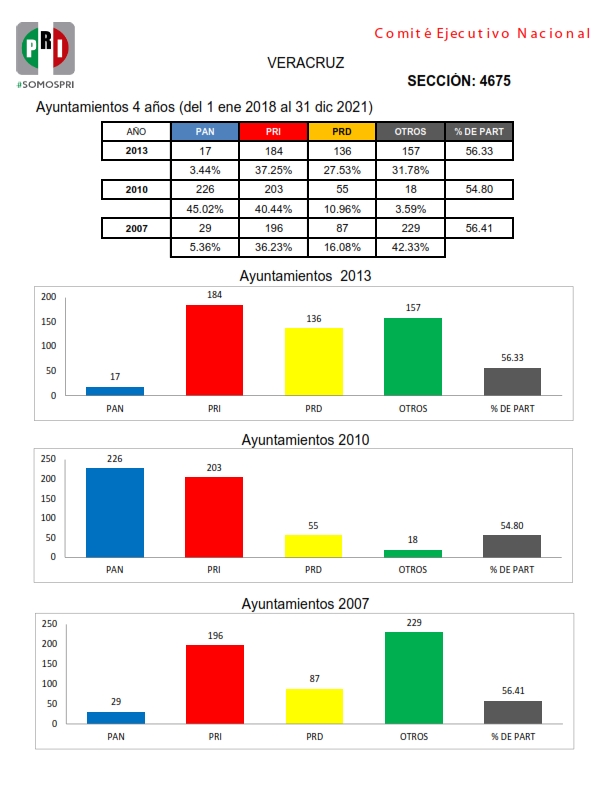 Comité Ejecutivo Nacional
PRI
#SOMOSPRI
VERACRUZ
SECCIÓN: 4675
Ayuntamientos 4 años (del 1 ene 2018 al 31 dic 2021)
AÑO PAN PRI PRD OTROS % DE PART
2013 17 184 136 157 56.33
3.44% 37.25% 27.53% 31.78%
2010 226 203 55 18 54.80
45.02% 40.44% 10.96% 3.59%
2007 29 196 87 229 56.41
5.36% 36.23% 16.08% 42.33%
Ayuntamientos 2013
200
150
100
50
0
17 184 136 157 56.33
PAN PRI PRD OTROS % DE PART
Ayuntamientos 2010
250
200
150
100
50
0
226 203 55 18 54.80
PAN PRI PRD OTROS % DE PART
Ayuntamientos 2007
250
200
150
100
50
0
29 196 87 229 56.41
PAN PRI PRD OTROS % DE PART